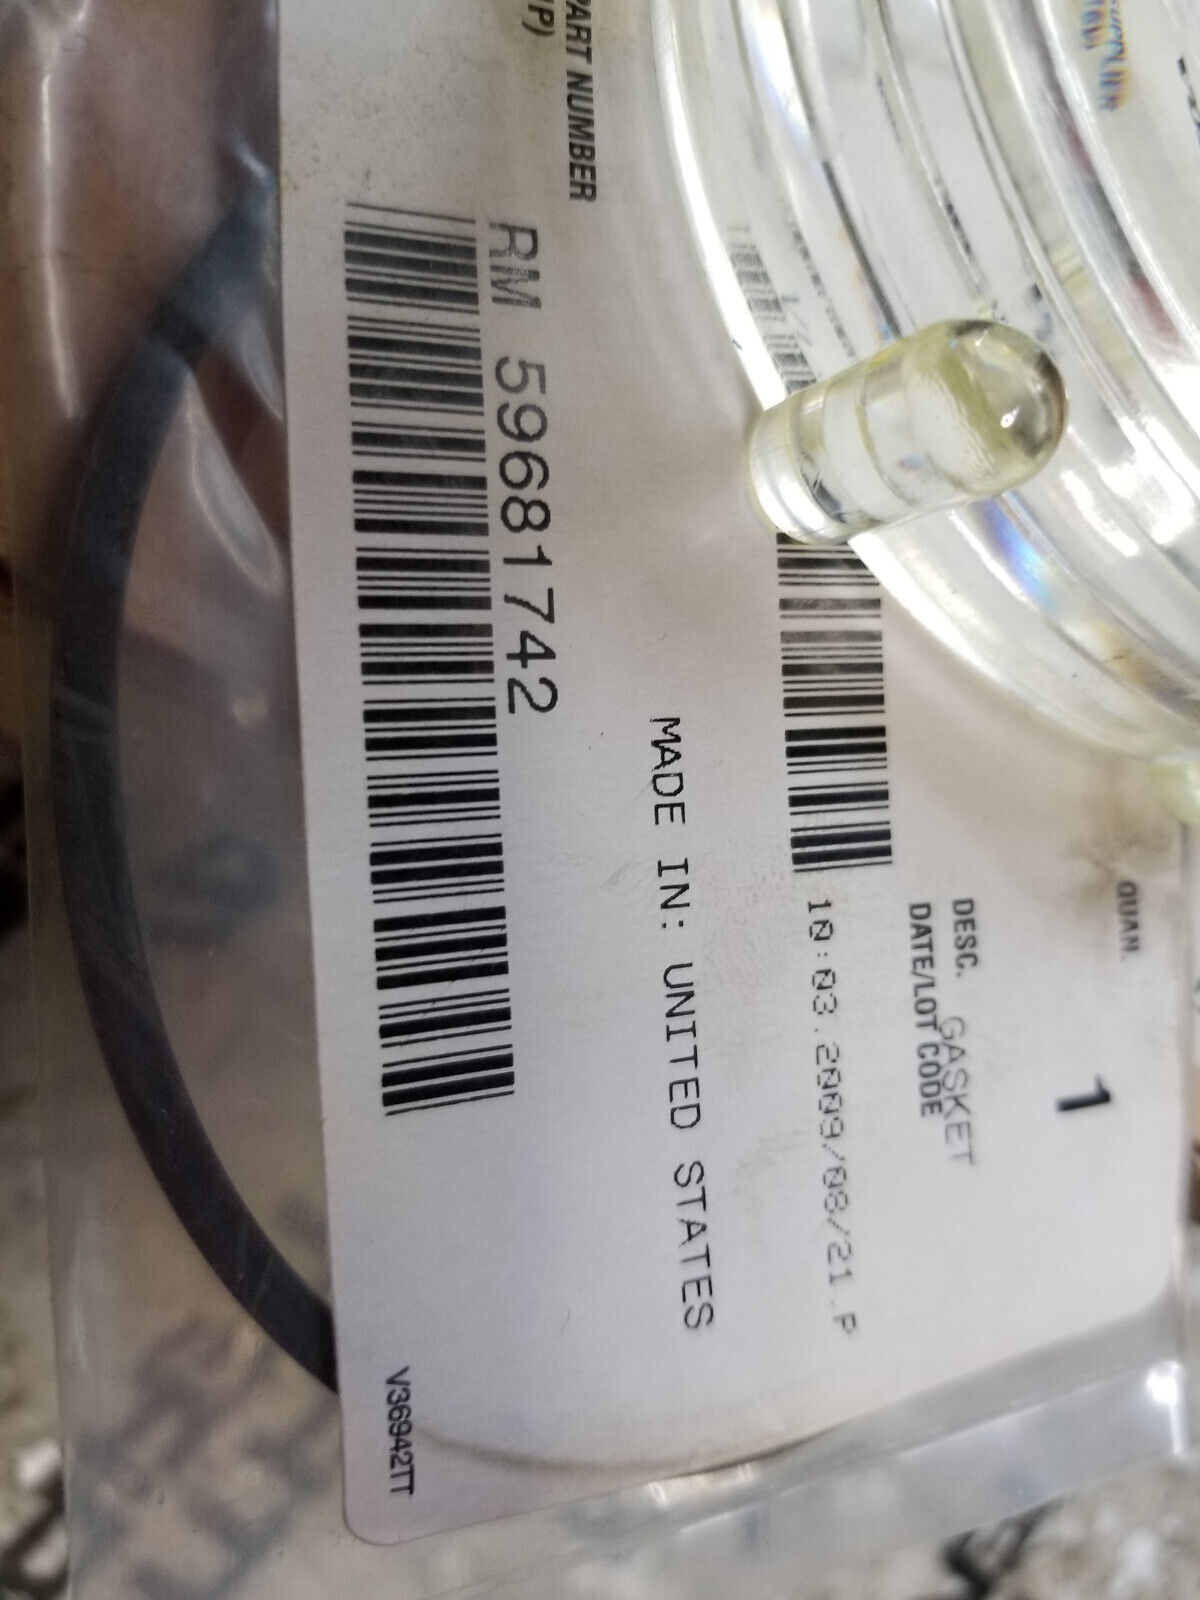 PART NUMBER
RM 59681742
MADE IN: UNITED STATES
10:03.2009/08/21.P
DATE/LOT CODE
DESC. GASKET
QUAN. 1
V36942TT